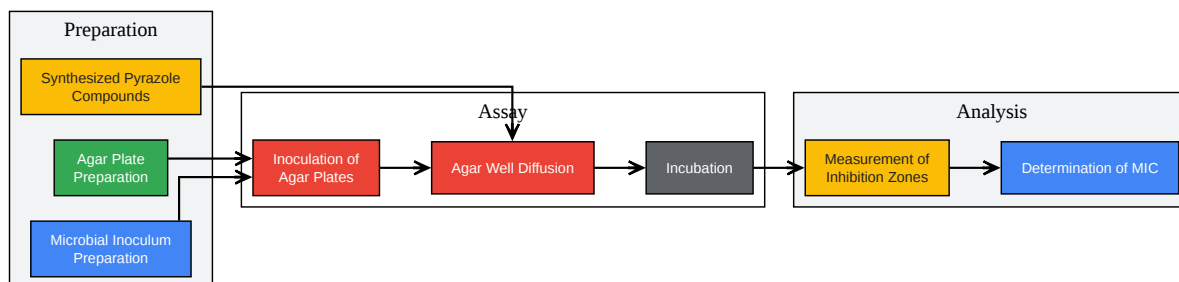 Preparation
Synthesized Pyrazole
Compounds
Agar Plate
Preparation
Microbial Inoculum
Preparation
Assay
Inoculation of
Agar Plates
Agar Well Diffusion
Incubation
Analysis
Measurement of
Inhibition Zones
Determination of MIC